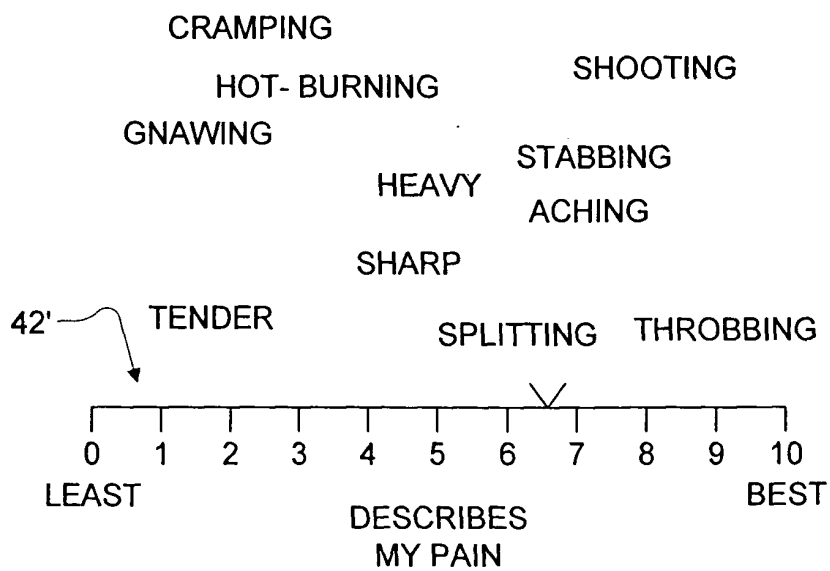 CRAMPING
SHOOTING
HOT- BURNING
GNAWING
STABBING
HEAVY
ACHING
SHARP
42'
TENDER
SPLITTING
THROBBING
0 1 2 3 4 5 6 7 8 9 10
LEAST
BEST
DESCRIBES
MY PAIN